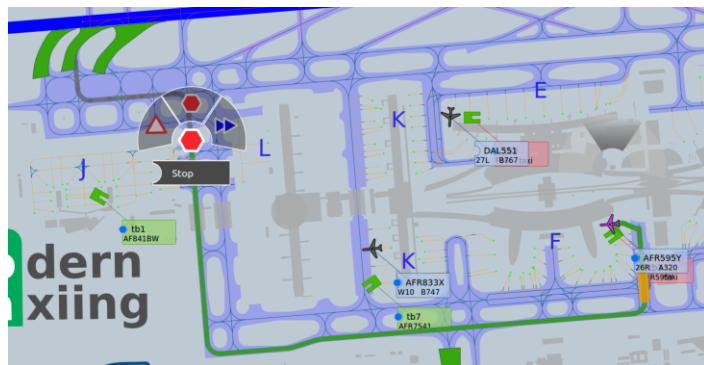 E
K
DAL551
27L B767
L
Stop
J
tb1
AF841BW
dern
xiing
K
F
AFR833X
W10 B747
tb7
AFR7541
AFR595Y
26R A320